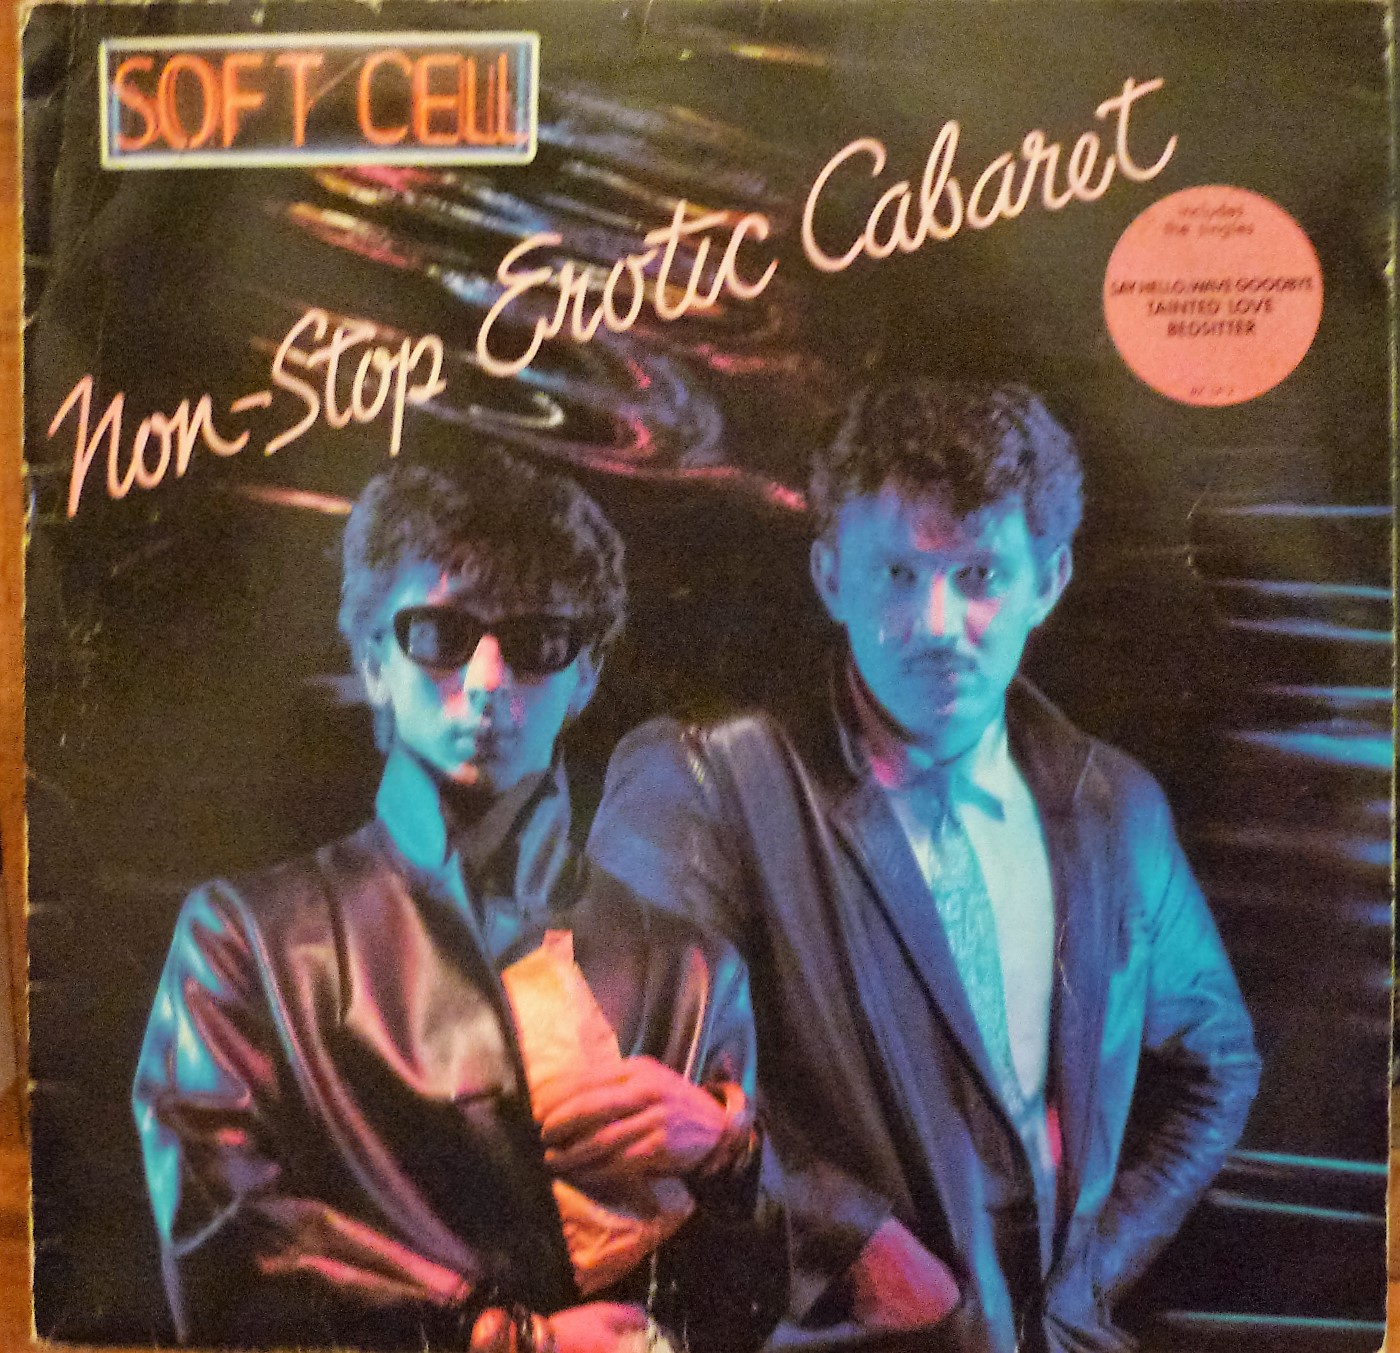 SOFT CELL
Non-Stop Erotic Cabaret
includes
the singles
SAY HELLO, WAVE GOODBYE
TAINTED LOVE
BEDSITTER